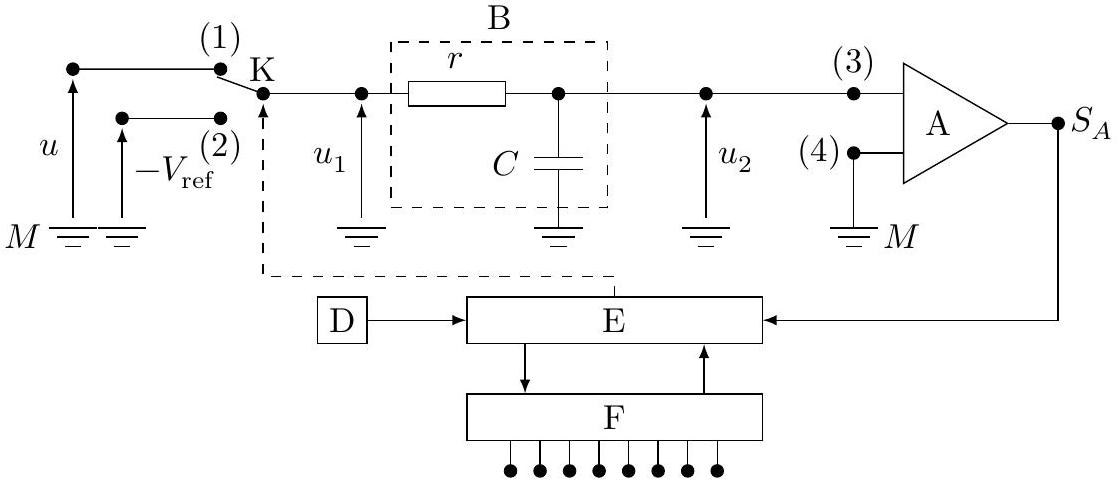 B
(1)
K
r
(3)
A
S_A
(2)
u
-V_ref
u_1
C
u_2
(4)
M
M
D
E
F